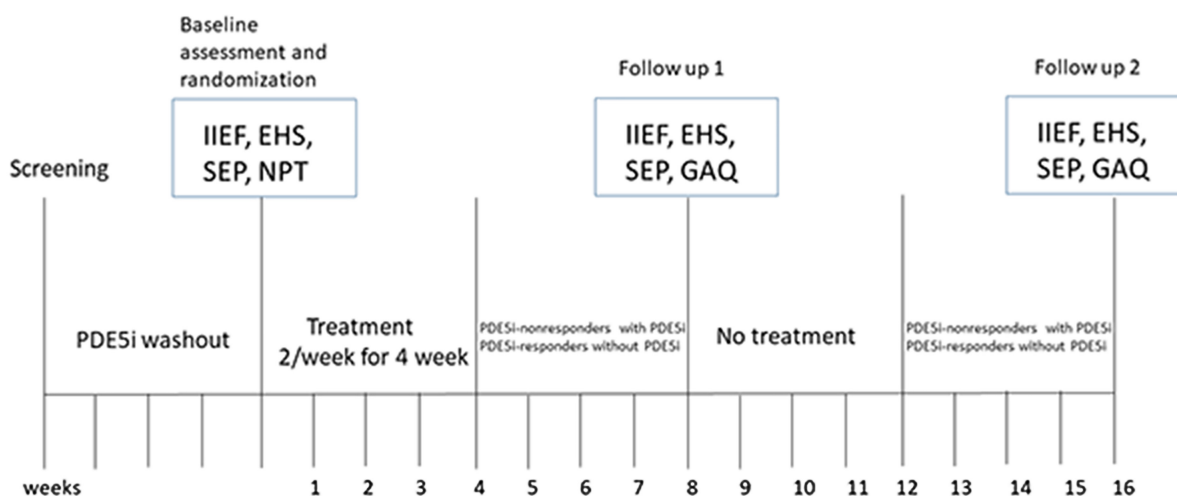 Baseline
assessment and
randomization
Follow up 1
Follow up 2
IIEF, EHS,
SEP, NPT
IIEF, EHS,
SEP, GAQ
IIEF, EHS,
SEP, GAQ
Screening
PDE5i washout
Treatment
2/week for 4 week
PDE5i-nonresponders with PDE5i
PDE5i-responders without PDE5i
No treatment
PDE5i-nonresponders with PDE5i
PDE5i-responders without PDE5i
weeks 1 2 3 4 5 6 7 8 9 10 11 12 13 14 15 16